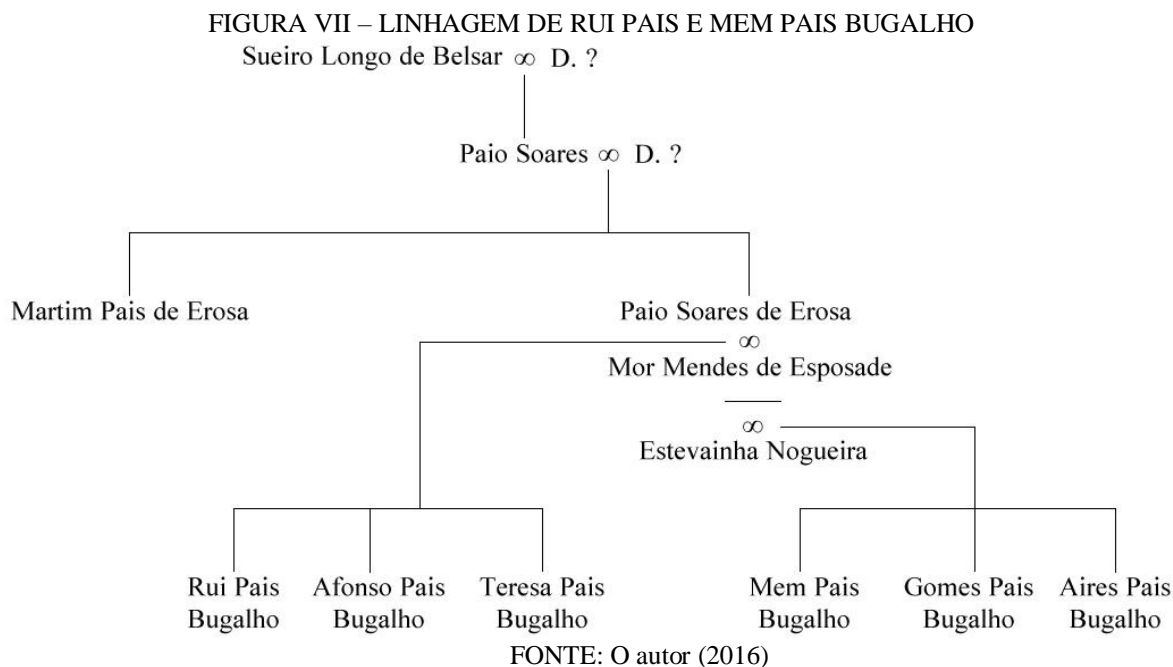 FIGURA VII – LINHAGEM DE RUI PAIS E MEM PAIS BUGALHO
Sueiro Longo de Belsar ∞ D. ?
Paio Soares ∞ D. ?
Martim Pais de Erosa
Paio Soares de Erosa
∞
Mor Mendes de Esposade
∞
Estevainha Nogueira
Rui Pais
Bugalho
Afonso Pais
Bugalho
Teresa Pais
Bugalho
Mem Pais
Bugalho
Gomes Pais
Bugalho
Aires Pais
Bugalho
FONTE: O autor (2016)